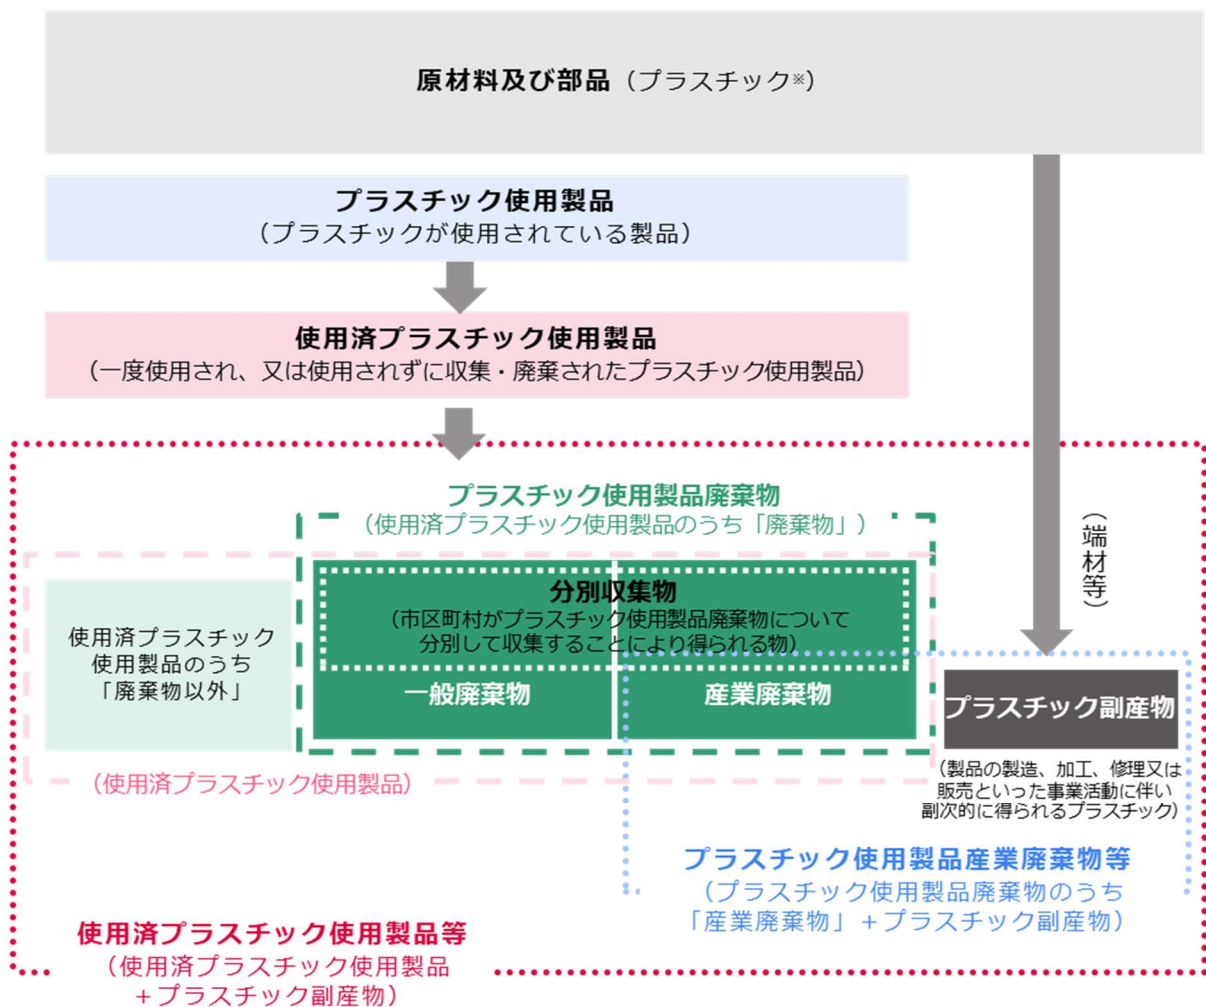 原材料及び部品（プラスチック※）
プラスチック使用製品
（プラスチックが使用されている製品）
使用済プラスチック使用製品
（一度使用され、又は使用されずに収集・廃棄されたプラスチック使用製品）
プラスチック使用製品廃棄物
（使用済プラスチック使用製品のうち「廃棄物」）
（端材等）
分別収集物
（市区町村がプラスチック使用製品廃棄物について
分別して収集することにより得られる物）
使用済プラスチック
使用製品のうち
「廃棄物以外」
一般廃棄物
産業廃棄物
プラスチック副産物
（使用済プラスチック使用製品）
（製品の製造、加工、修理又は
販売といった事業活動に伴い
副次的に得られるプラスチック）
プラスチック使用製品産業廃棄物等
（プラスチック使用製品廃棄物のうち
「産業廃棄物」+プラスチック副産物）
使用済プラスチック使用製品等
（使用済プラスチック使用製品
+プラスチック副産物）